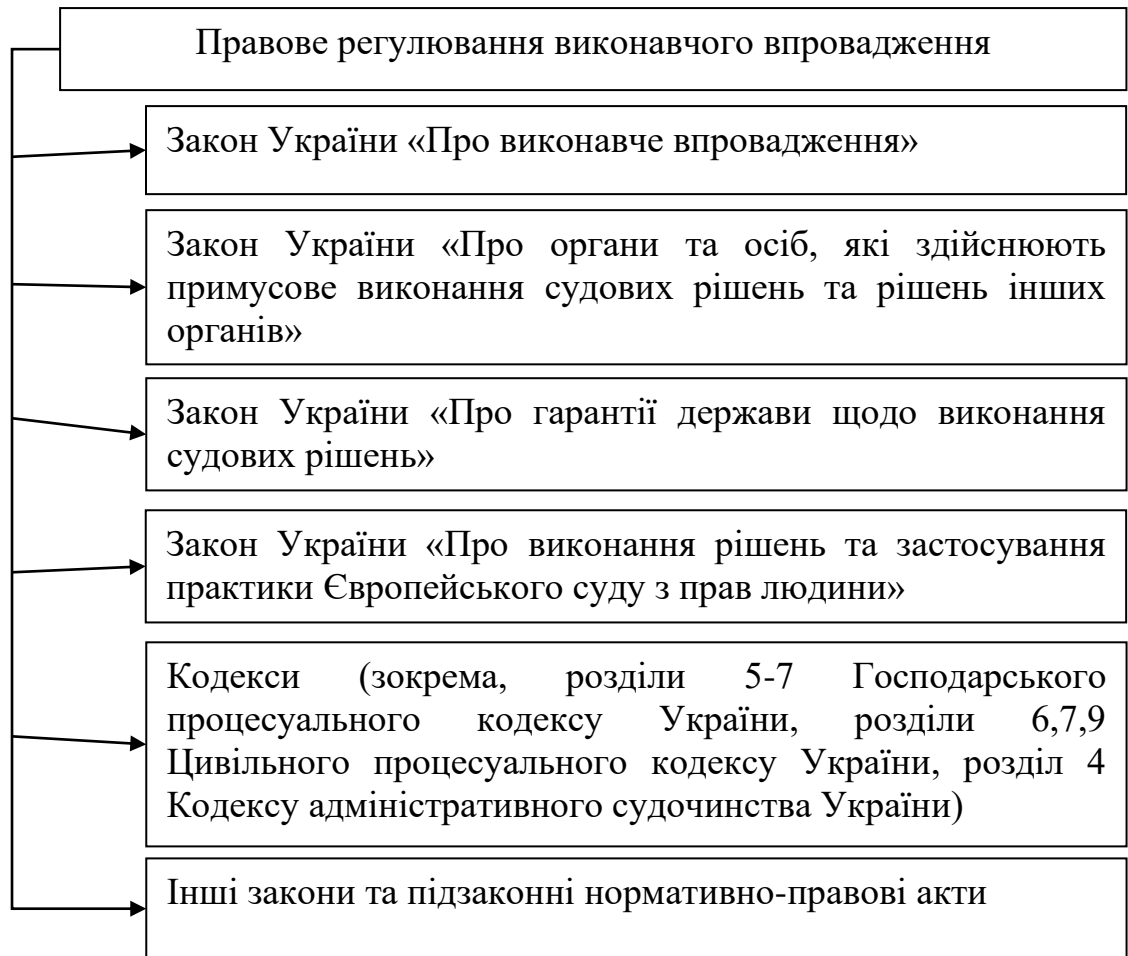 Правове регулювання виконавчого впровадження
Закон України «Про виконавче впровадження»
Закон України «Про органи та осіб, які здійснюють
примусове виконання судових рішень та рішень інших
органів»
Закон України «Про гарантії держави щодо виконання
судових рішень»
Закон України «Про виконання рішень та застосування
практики Європейського суду з прав людини»
Кодекси (зокрема, розділи 5-7 Господарського
процесуального кодексу України, розділи 6,7,9
Цивільного процесуального кодексу України, розділ 4
Кодексу адміністративного судочинства України)
Інші закони та підзаконні нормативно-правові акти